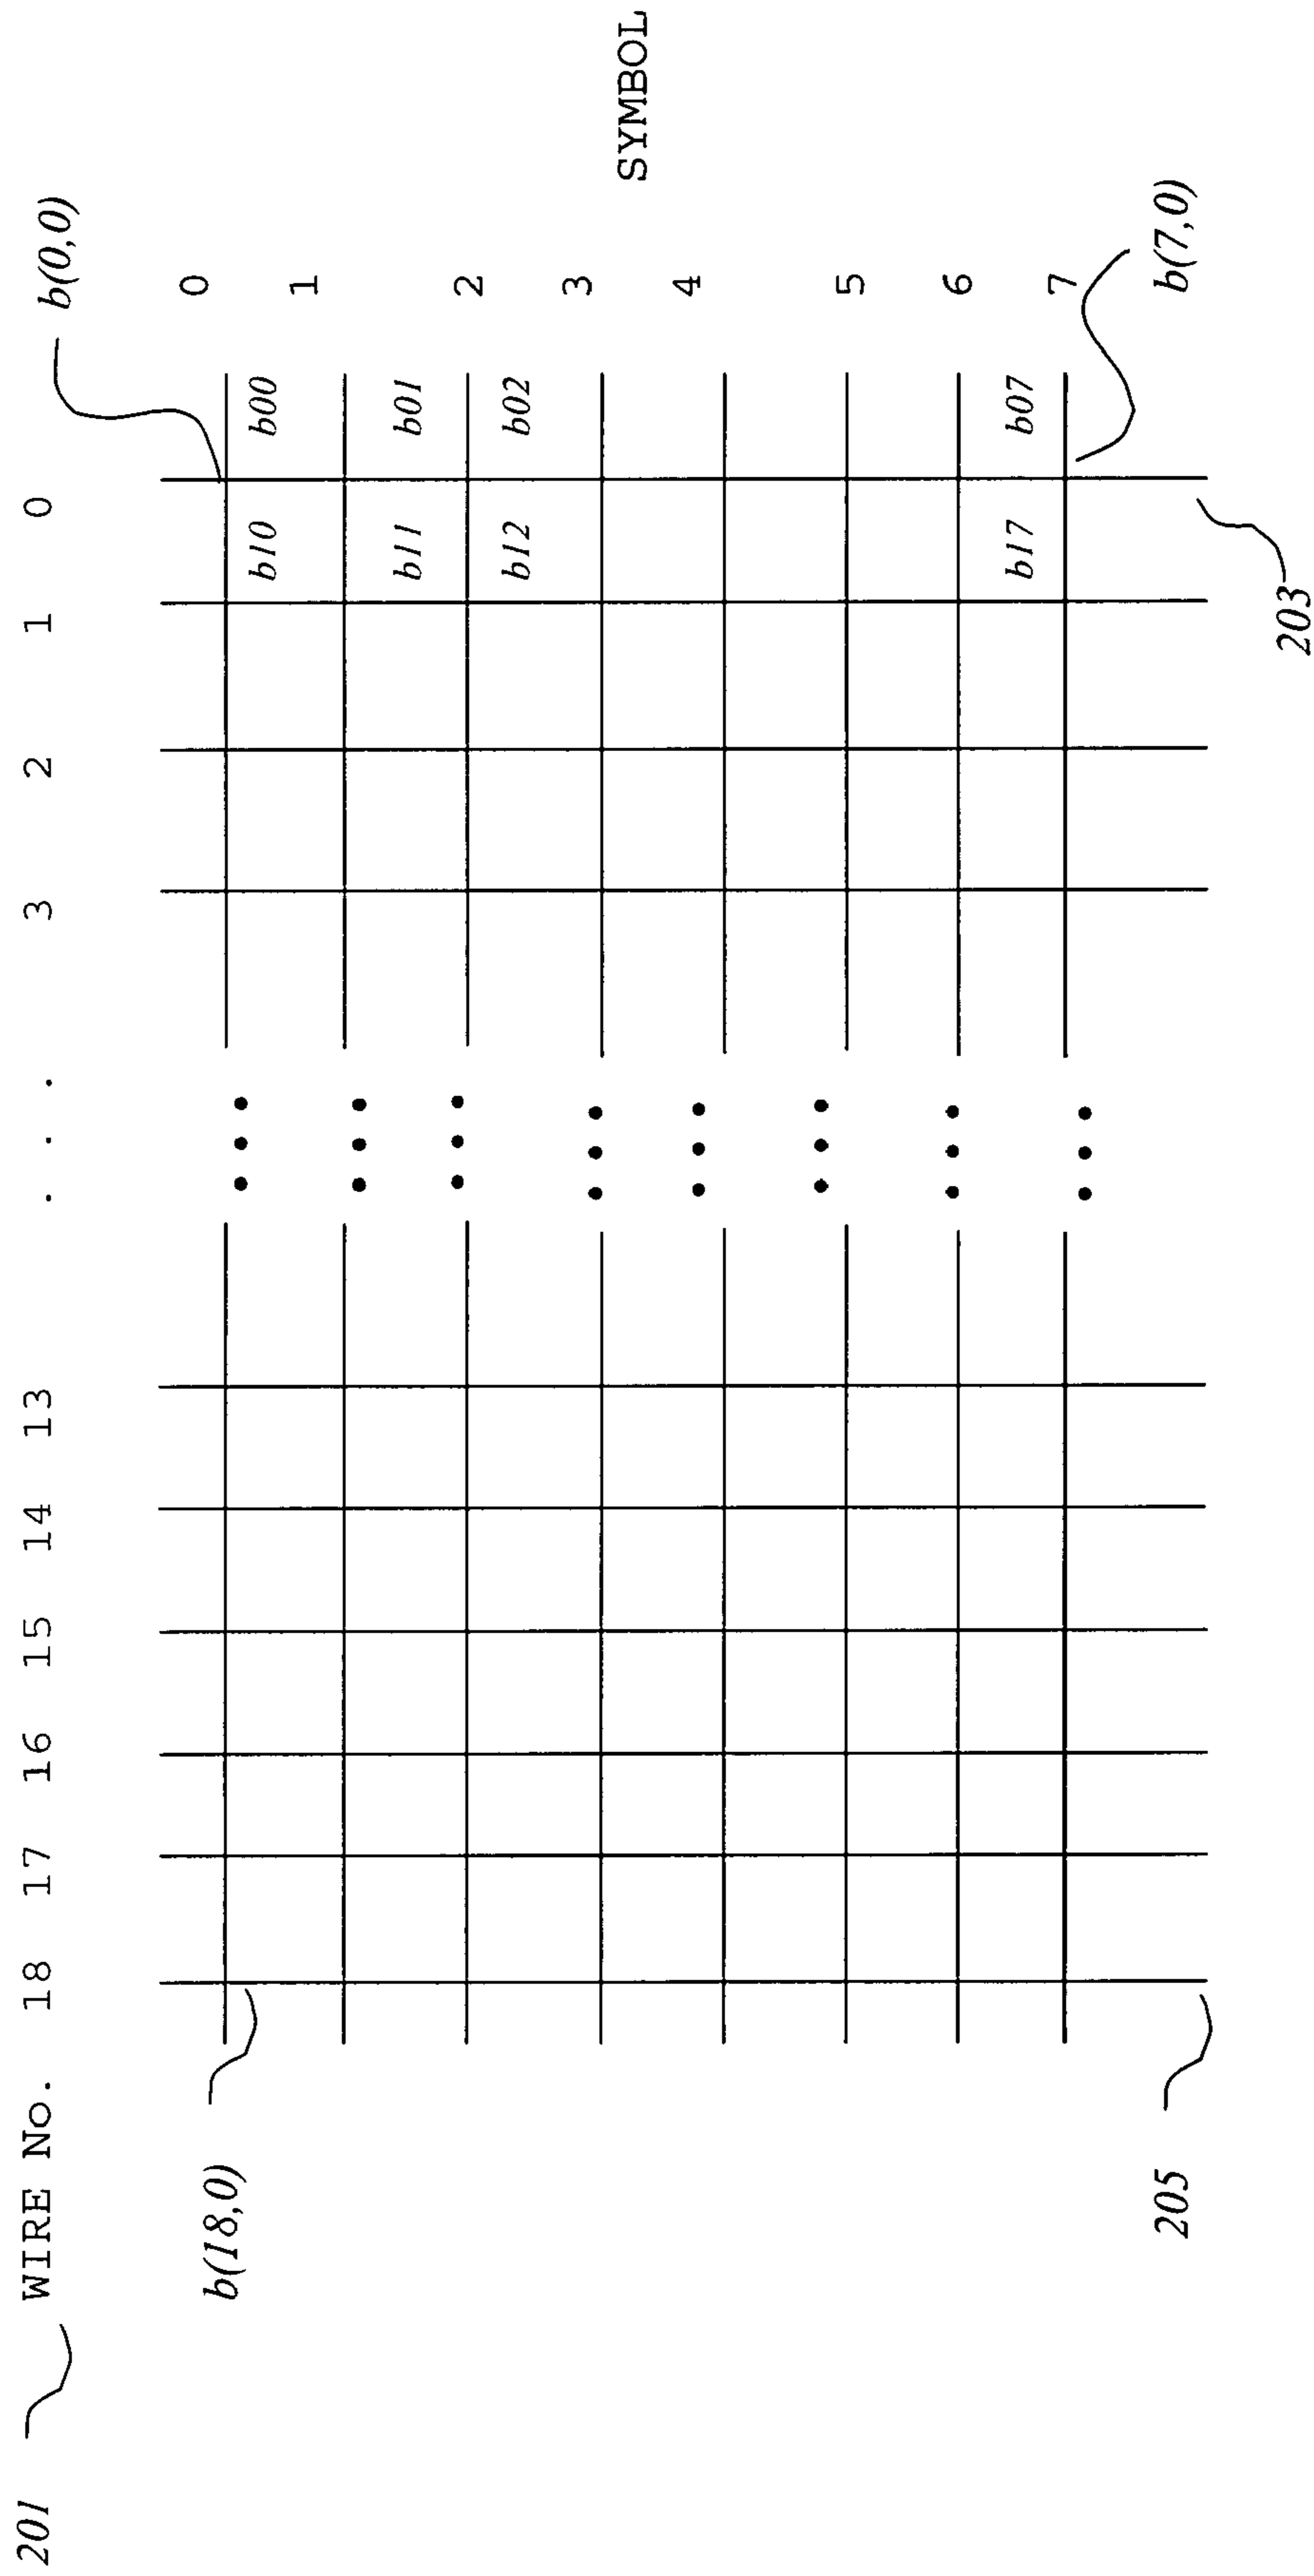 201 WIRE No. 18 17 16 15 14 13 . . . 3 2 1 0
b(0,0)
0
b(18,0)
b10 b00
1
b11 b01
2
b12 b02
3
SYMBOL
4
5
6
b17 b07
7
205
b(7,0)
203